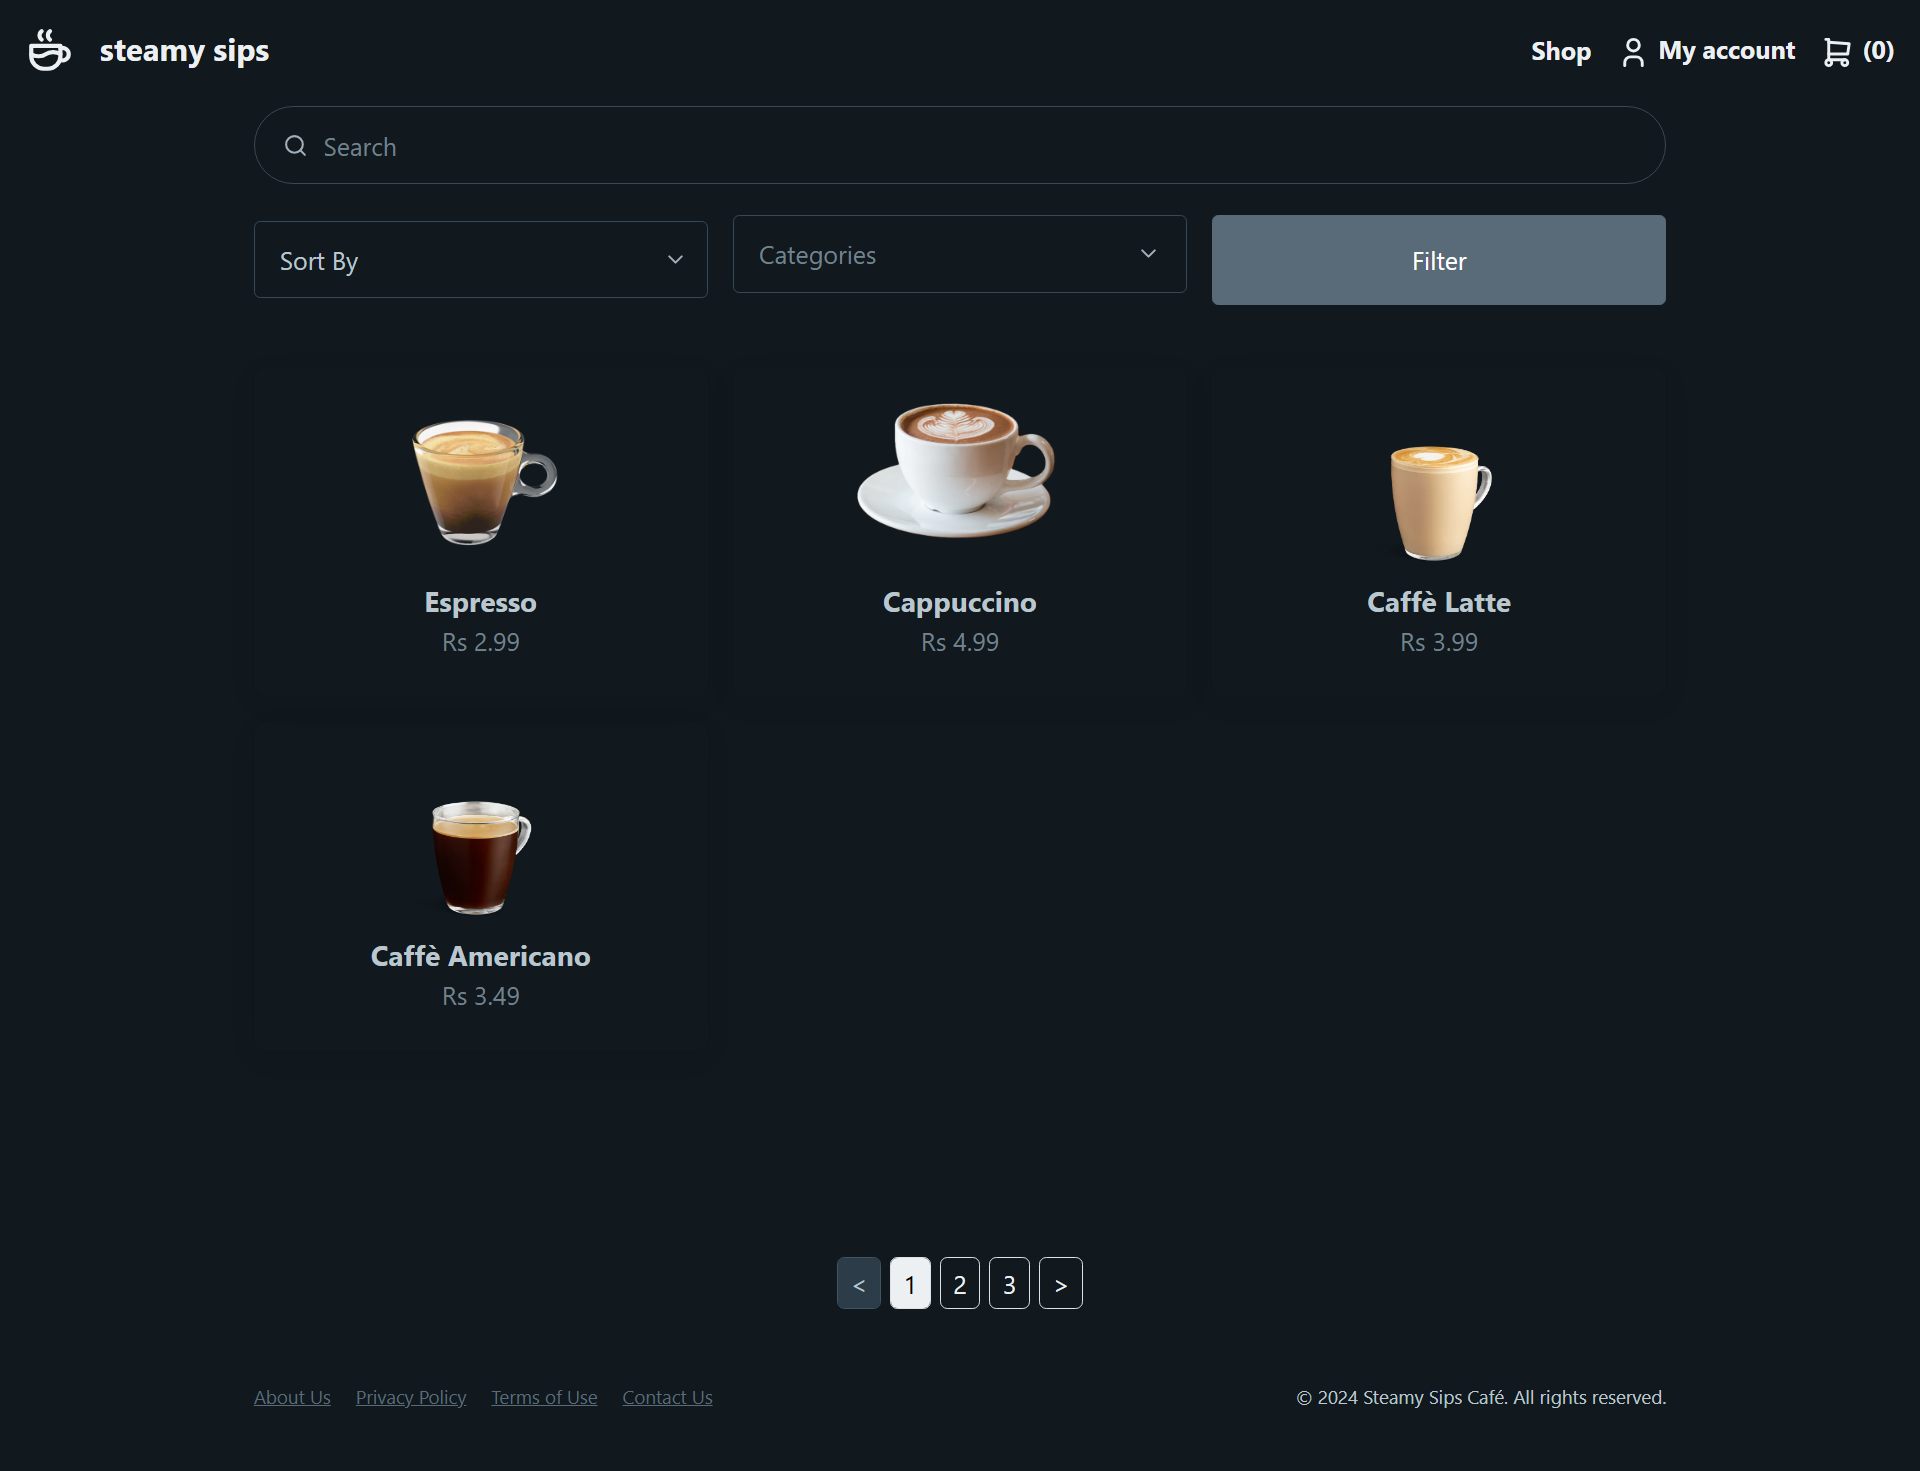 steamy sips
Shop My account (0)
Search
Sort By
Categories
Filter
Espresso
Rs 2.99
Cappuccino
Rs 4.99
Caffè Latte
Rs 3.99
Caffè Americano
Rs 3.49
< 1 2 3 >
About Us Privacy Policy Terms of Use Contact Us
© 2024 Steamy Sips Café. All rights reserved.